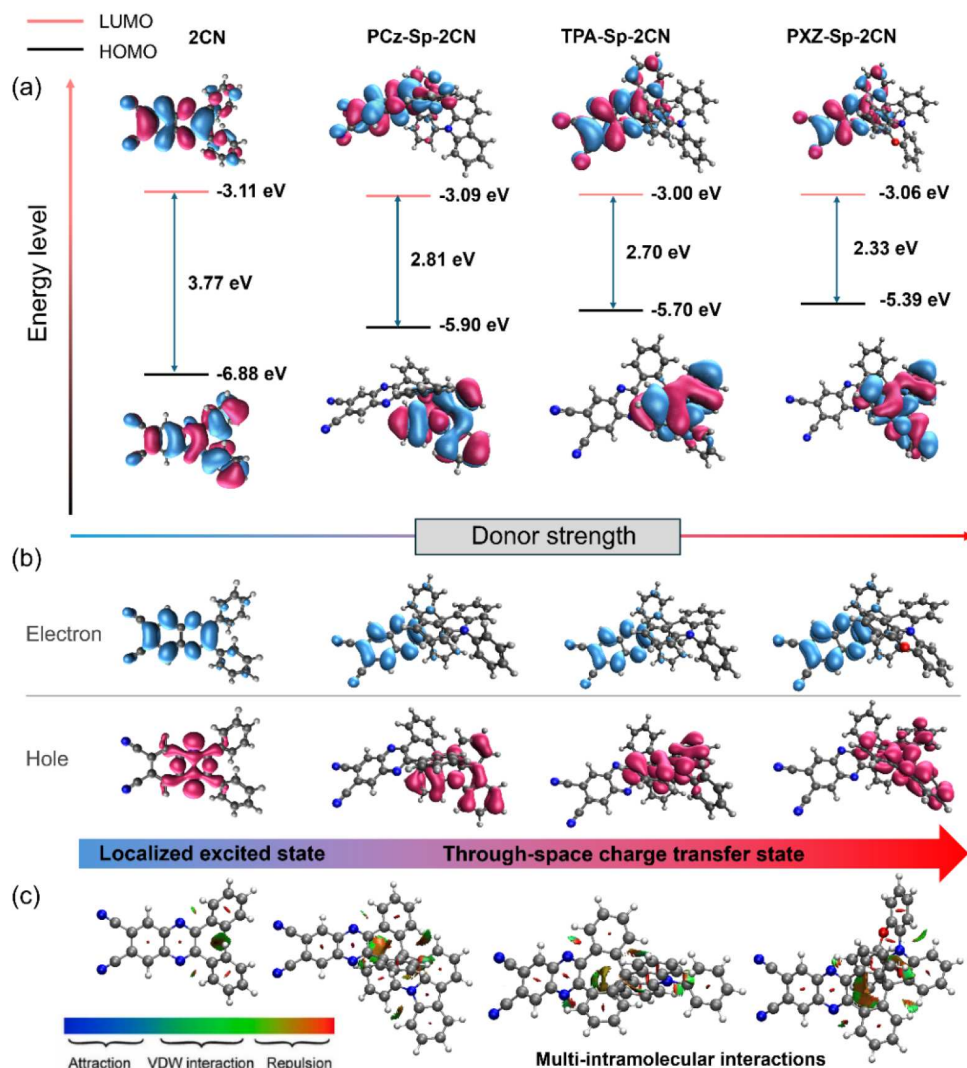 LUMO
HOMO
2CN
PCz-Sp-2CN
TPA-Sp-2CN
PXZ-Sp-2CN
(a)
Energy level
-3.11 eV
-3.09 eV
-3.00 eV
-3.06 eV
3.77 eV
2.81 eV
2.70 eV
2.33 eV
-6.88 eV
-5.90 eV
-5.70 eV
-5.39 eV
Donor strength
(b)
Electron
Hole
Localized excited state
Through-space charge transfer state
(c)
Attraction
VDW interaction
Repulsion
Multi-intramolecular interactions